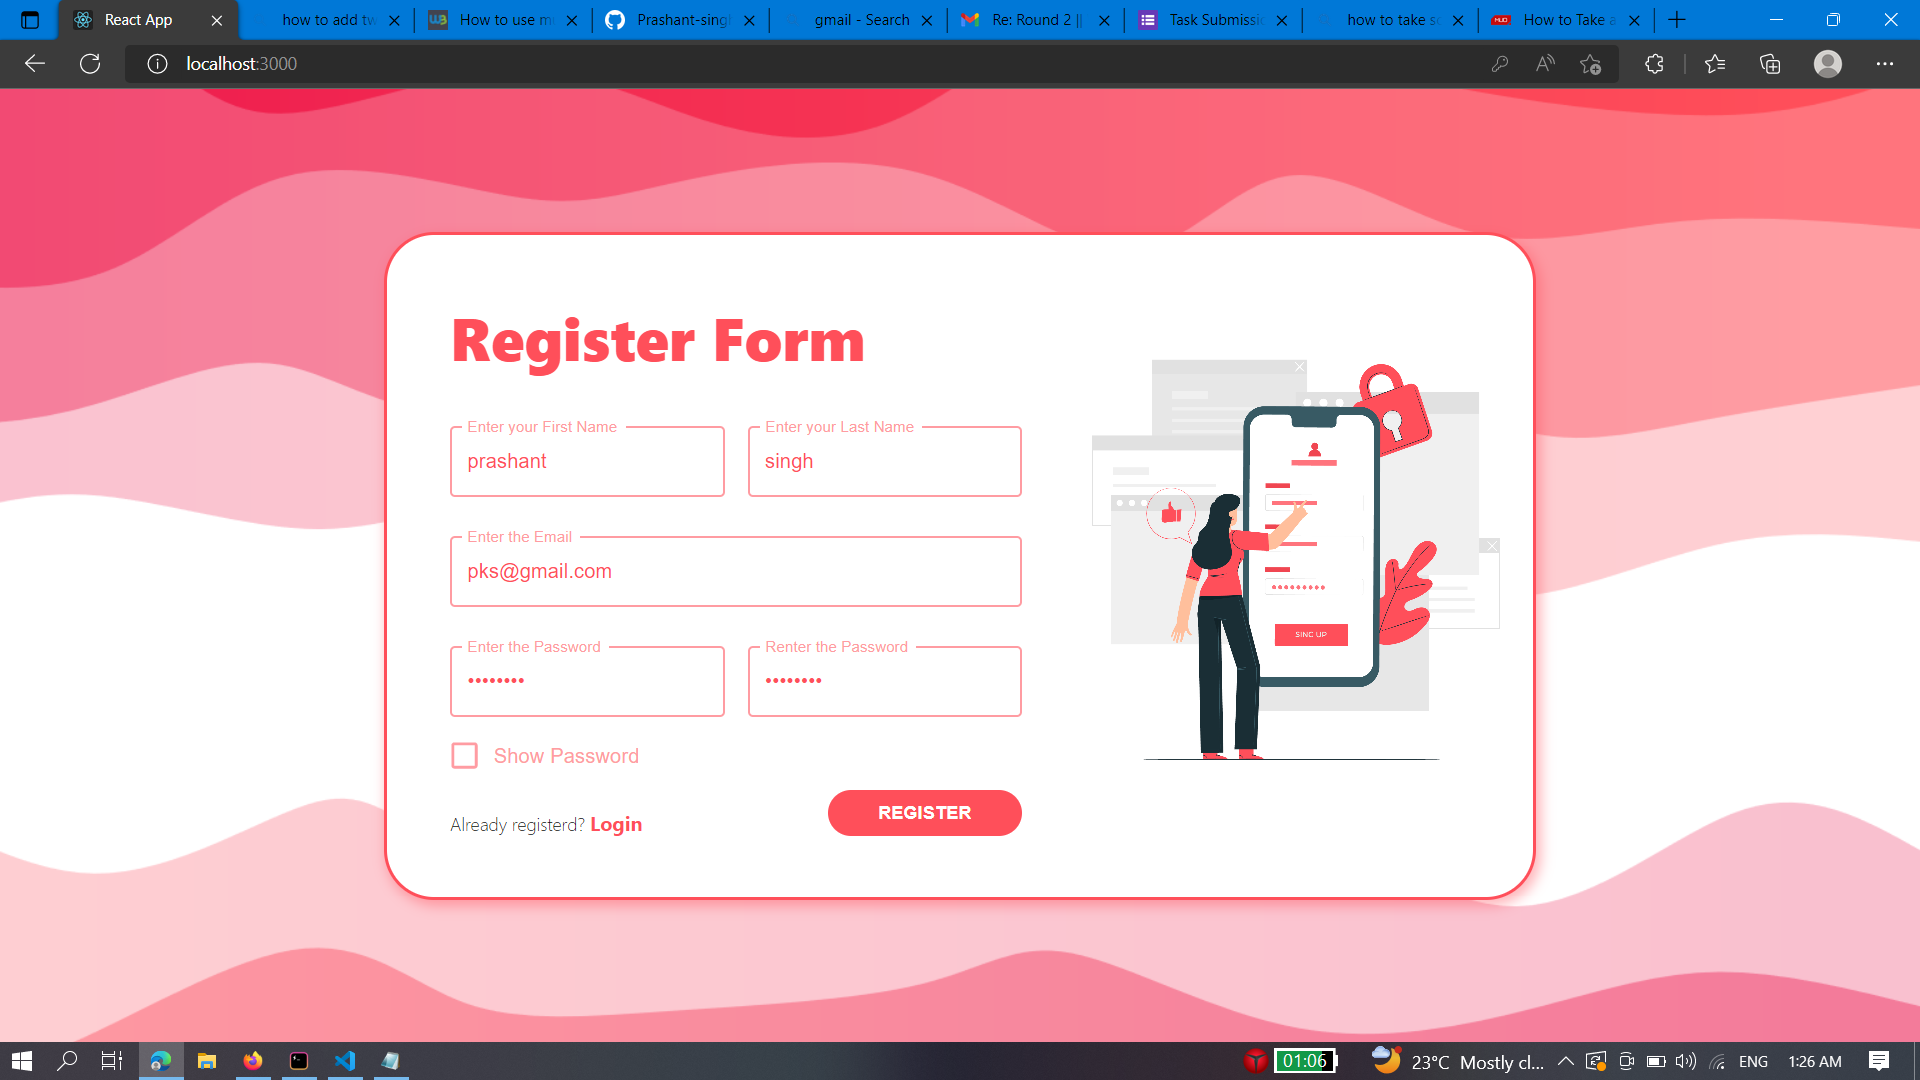 React App
how to add tw
How to use m
Prashant-sing
gmail - Search
Re: Round 2 ||
Task Submissi
how to take s
How to Take a
localhost:3000
Register Form
Enter your First Name
Enter your Last Name
prashant
singh
Enter the Email
pks@gmail.com
Enter the Password
Renter the Password
••••••••
••••••••
Show Password
Already registerd? Login
REGISTER
SING UP
01:06
23°C Mostly cl...
ENG
1:26 AM